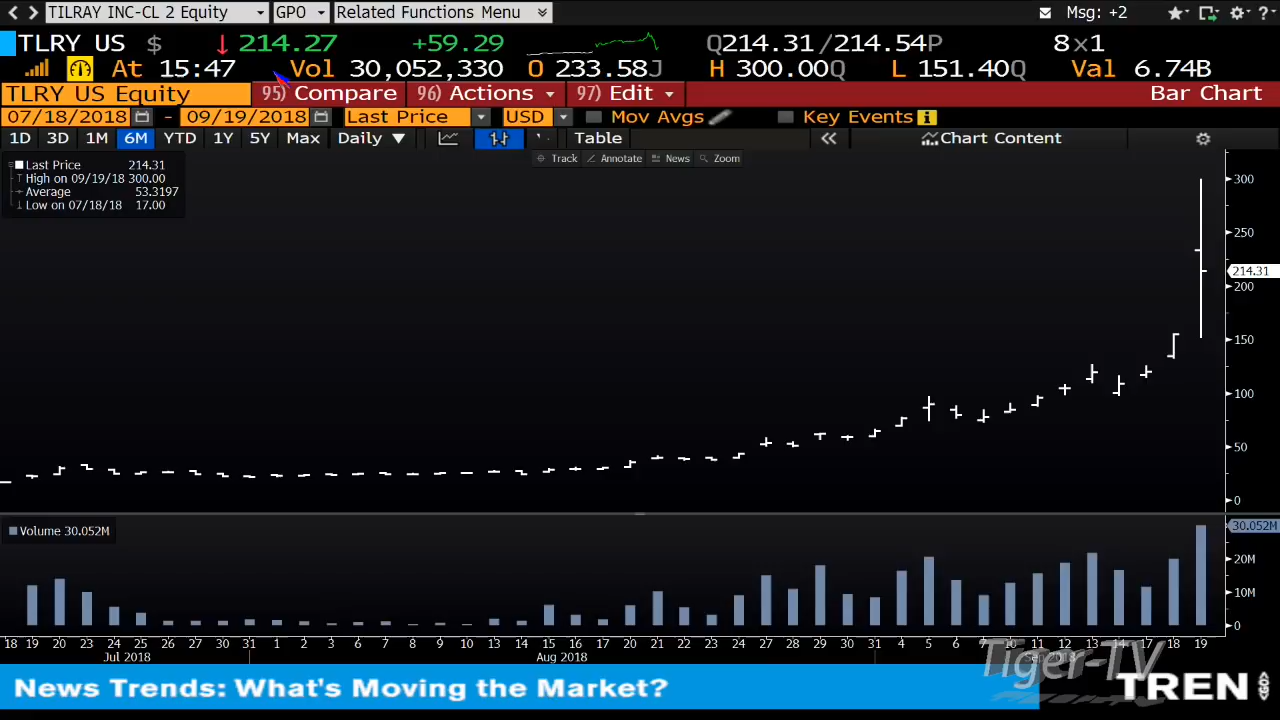 TILRAY INC-CL 2 Equity GPO Related Functions Menu Msg: +2
TLRY US $ ↓ 214.27 +59.29 Q214.31/214.54P 8x1
At 15:47 Vol 30,052,330 O 233.58J H 300.00Q L 151.40Q Val 6.74B
TLRY US Equity 95) Compare 96) Actions 97) Edit Bar Chart
07/18/2018 - 09/19/2018 Last Price USD Mov Avgs Key Events
1D 3D 1M 6M YTD 1Y 5Y Max Daily ▼ Table « Chart Content
Track Annotate News Zoom
Last Price 214.31
High on 09/19/18 300.00
Average 53.3197
Low on 07/18/18 17.00
300
250
214.31
200
150
100
50
0
Volume 30.052M
30.052M
20M
10M
0
18 19 20 23 24 25 26 27 30 31 1 2 3 6 7 8 9 10 13 14 15 16 17 20 21 22 23 24 27 28 29 30 31 4 5 6 7 10 11 12 13 14 17 18 19
Jul 2018 Aug 2018 Sep 2018
Tiger-TV
News Trends: What's Moving the Market? TREN